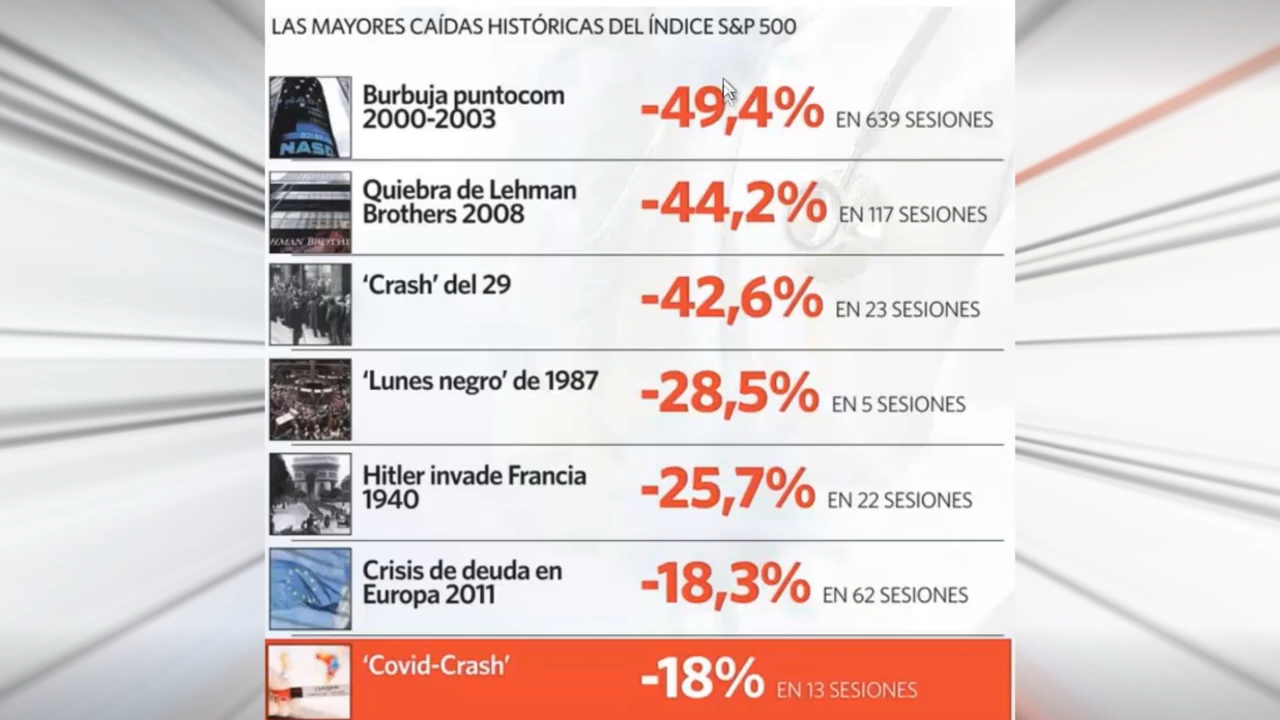 LAS MAYORES CAÍDAS HISTÓRICAS DEL ÍNDICE S&P 500
Burbuja puntocom
2000-2003
-49,4% EN 639 SESIONES
NASD
Quiebra de Lehman
Brothers 2008
-44,2% EN 117 SESIONES
HMAN BROTHE
‘Crash’ del 29
-42,6% EN 23 SESIONES
‘Lunes negro’ de 1987
-28,5% EN 5 SESIONES
Hitler invade Francia
1940
-25,7% EN 22 SESIONES
Crisis de deuda en
Europa 2011
-18,3% EN 62 SESIONES
‘Covid-Crash’
-18% EN 13 SESIONES